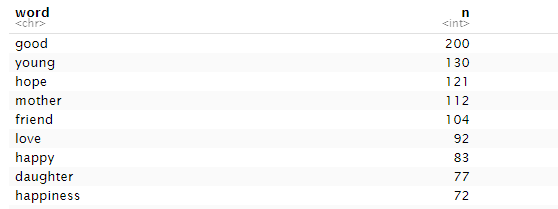 word n
<chr> <int>
good 200
young 130
hope 121
mother 112
friend 104
love 92
happy 83
daughter 77
happiness 72